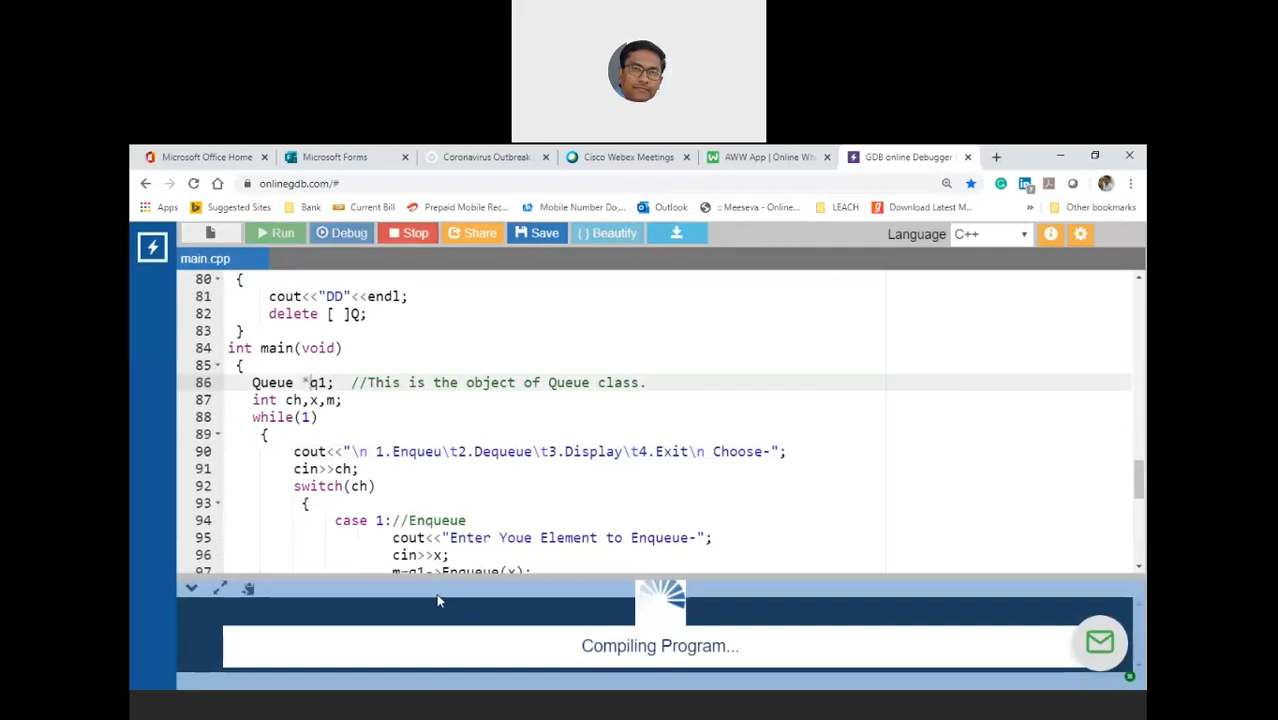 Microsoft Office Home
Microsoft Forms
Coronavirus Outbreak
Cisco Webex Meetings
AWW App | Online Wh
GDB online Debugger
onlinegdb.com/#
Apps
Suggested Sites
Bank
Current Bill
Prepaid Mobile Rec...
Mobile Number Do,...
Outlook
:: Meeseva - Online...
LEACH
Download Latest M...
Other bookmarks
Run
Debug
Stop
Share
Save
{ } Beautify
Language C++
main.cpp
80 {
81 cout<<"DD"<<endl;
82 delete [ ]Q;
83 }
84 int main(void)
85 {
86 Queue *q1; //This is the object of Queue class.
87 int ch,x,m;
88 while(1)
89 {
90 cout<<"\n 1.Enqueu\t2.Dequeue\t3.Display\t4.Exit\n Choose-";
91 cin>>ch;
92 switch(ch)
93 {
94 case 1://Enqueue
95 cout<<"Enter Youe Element to Enqueue-";
96 cin>>x;
97 m=q1->Enqueue(x);
Compiling Program...